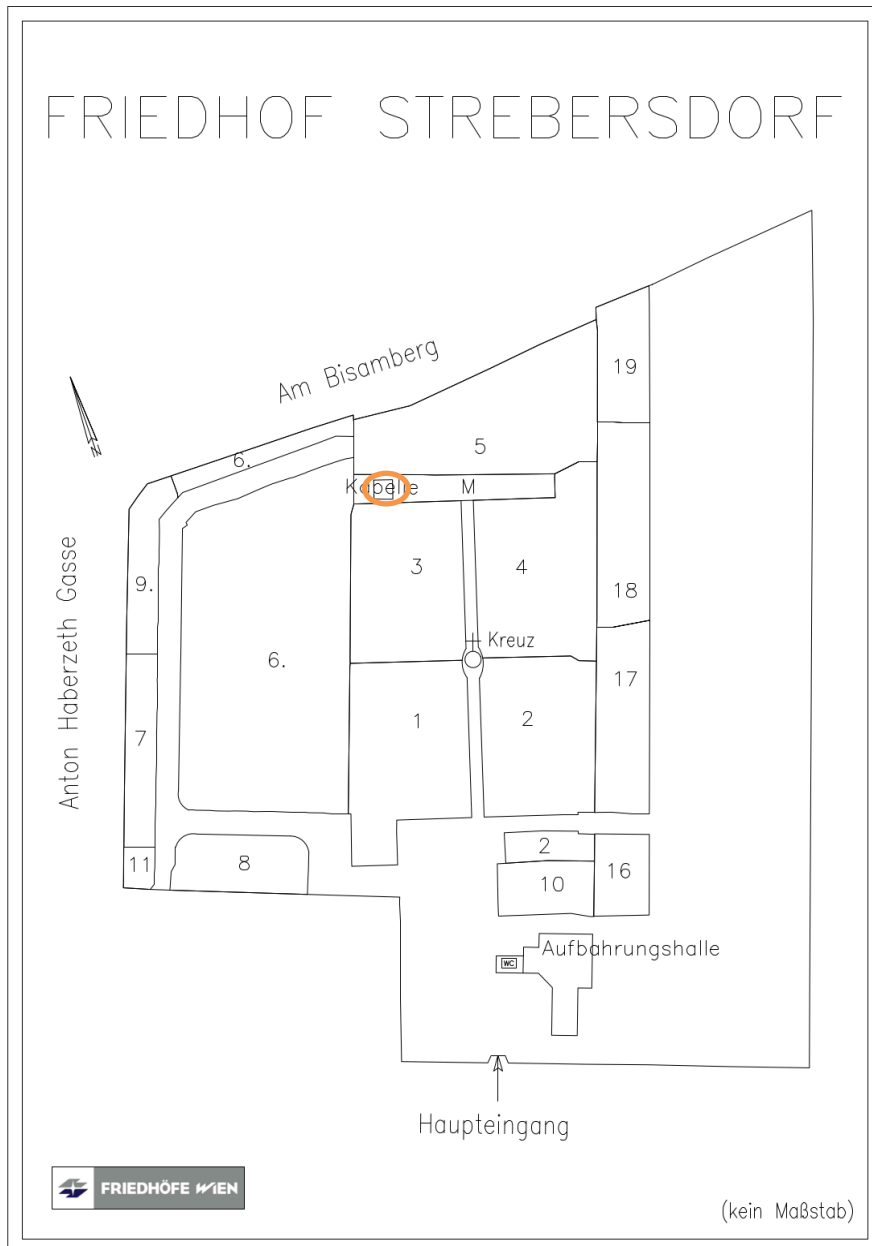 FRIEDHOF STREBERSDORF
19
Am Bisamberg
5
6.
Kapelle
M
3
4
9.
18
Kreuz
Anton Haberzeth Gasse
6.
17
1
2
7
2
11
8
10
16
Aufbahrungshalle
WC
Haupteingang
N
FRIEDHÖFE WIEN
(kein Maßstab)